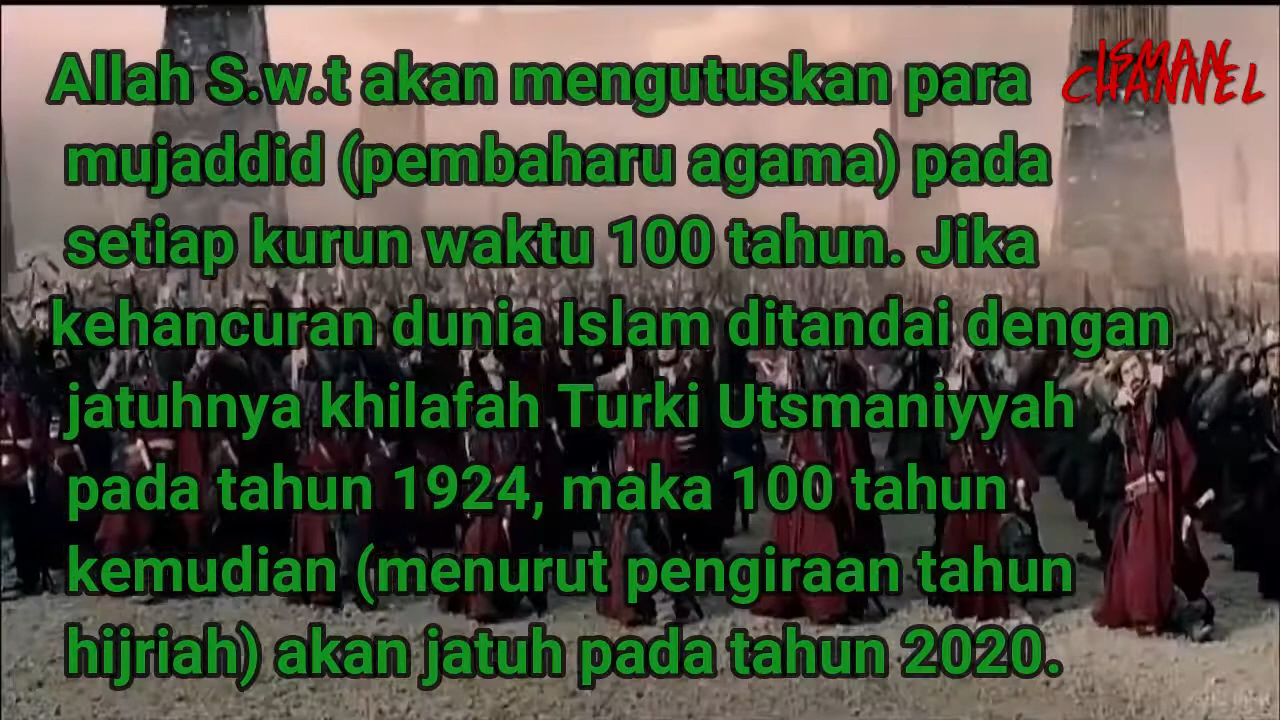 Allah S.w.t akan mengutuskan para
mujaddid (pembaharu agama) pada
setiap kurun waktu 100 tahun. Jika
kehancuran dunia Islam ditandai dengan
jatuhnya khilafah Turki Utsmaniyyah
pada tahun 1924, maka 100 tahun
kemudian (menurut pengiraan tahun
hijriah) akan jatuh pada tahun 2020.
ISMAN
CHANNEL